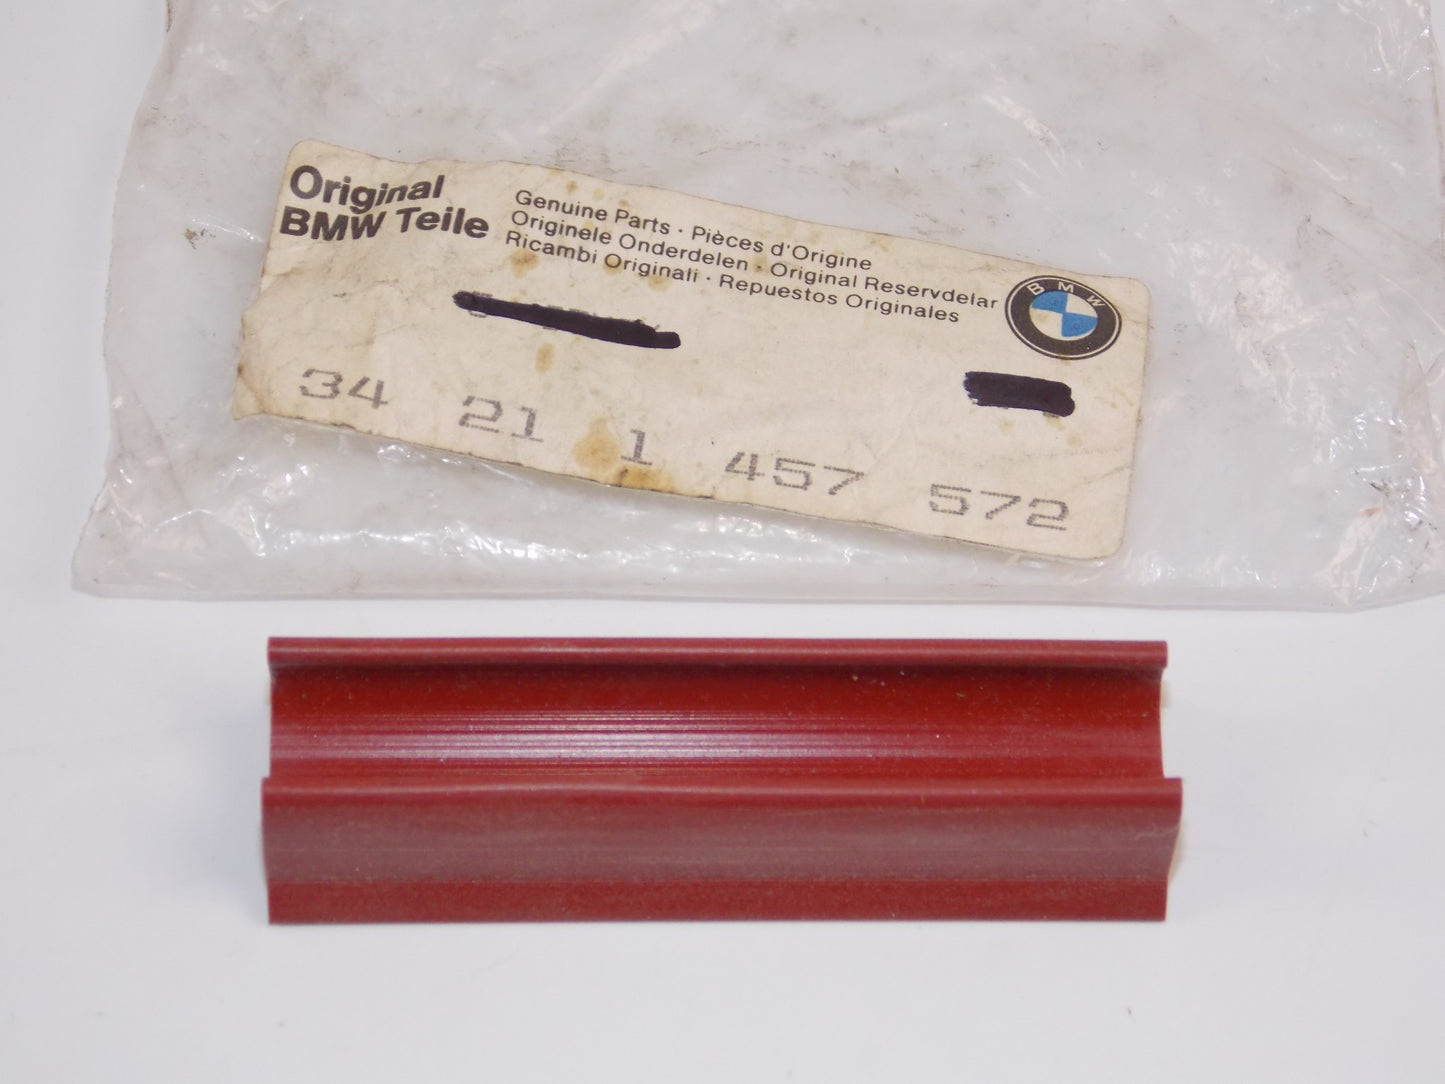 Original
BMW Teile
Genuine Parts · Pièces d'Origine
Originele Onderdelen · Original Reservdelar
Ricambi Originali · Repuestos Originales
BMW
34 21 1 457 572